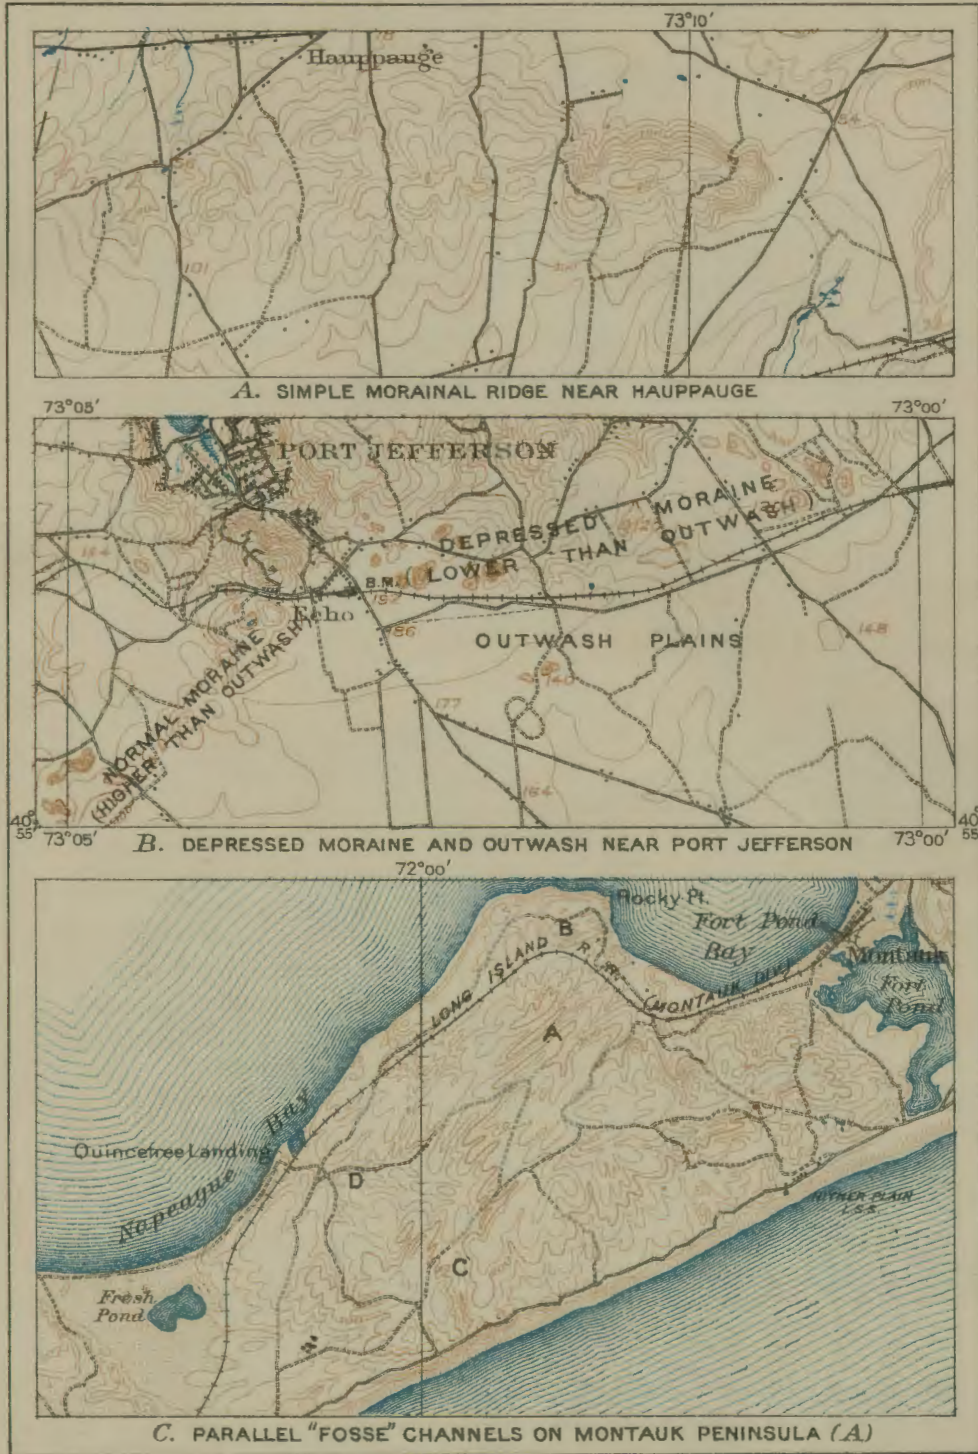 73°10'
Hauppauge
78
84
56
101
A. SIMPLE MORAINAL RIDGE NEAR HAUPPAUGE
73°05' 73°00'
PORT JEFFERSON
DEPRESSED MORAINE
(LOWER THAN OUTWASH)
B.M.
192
Echo
186
OUTWASH PLAINS
148
140
NORMAL MORAINE
(HIGHER THAN OUTWASH)
177
164
40° 55' 73°05' 73°00' 40° 55'
B. DEPRESSED MORAINE AND OUTWASH NEAR PORT JEFFERSON
72°00'
Rocky Pt.
Fort Pond
Bay
B
LONG ISLAND R. R.
(MONTAUK DIV.)
Montauk
Fort
Pond
A
Quincetree Landing
Napeague Bay
D
HITHER PLAIN
L.S.S.
C
Fresh
Pond
C. PARALLEL "FOSSE" CHANNELS ON MONTAUK PENINSULA (A)